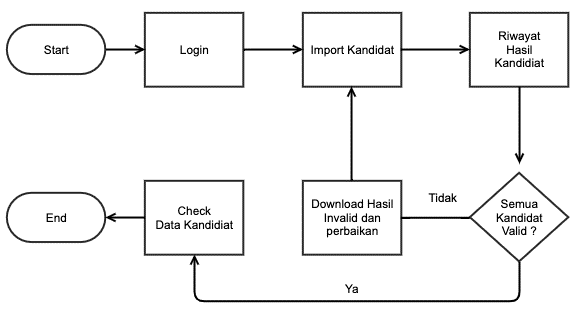 Start
Login
Import Kandidat
Riwayat
Hasil
Kandidiat
End
Check
Data Kandidiat
Download Hasil
Invalid dan
perbaikan
Tidak
Semua
Kandidat
Valid ?
Ya